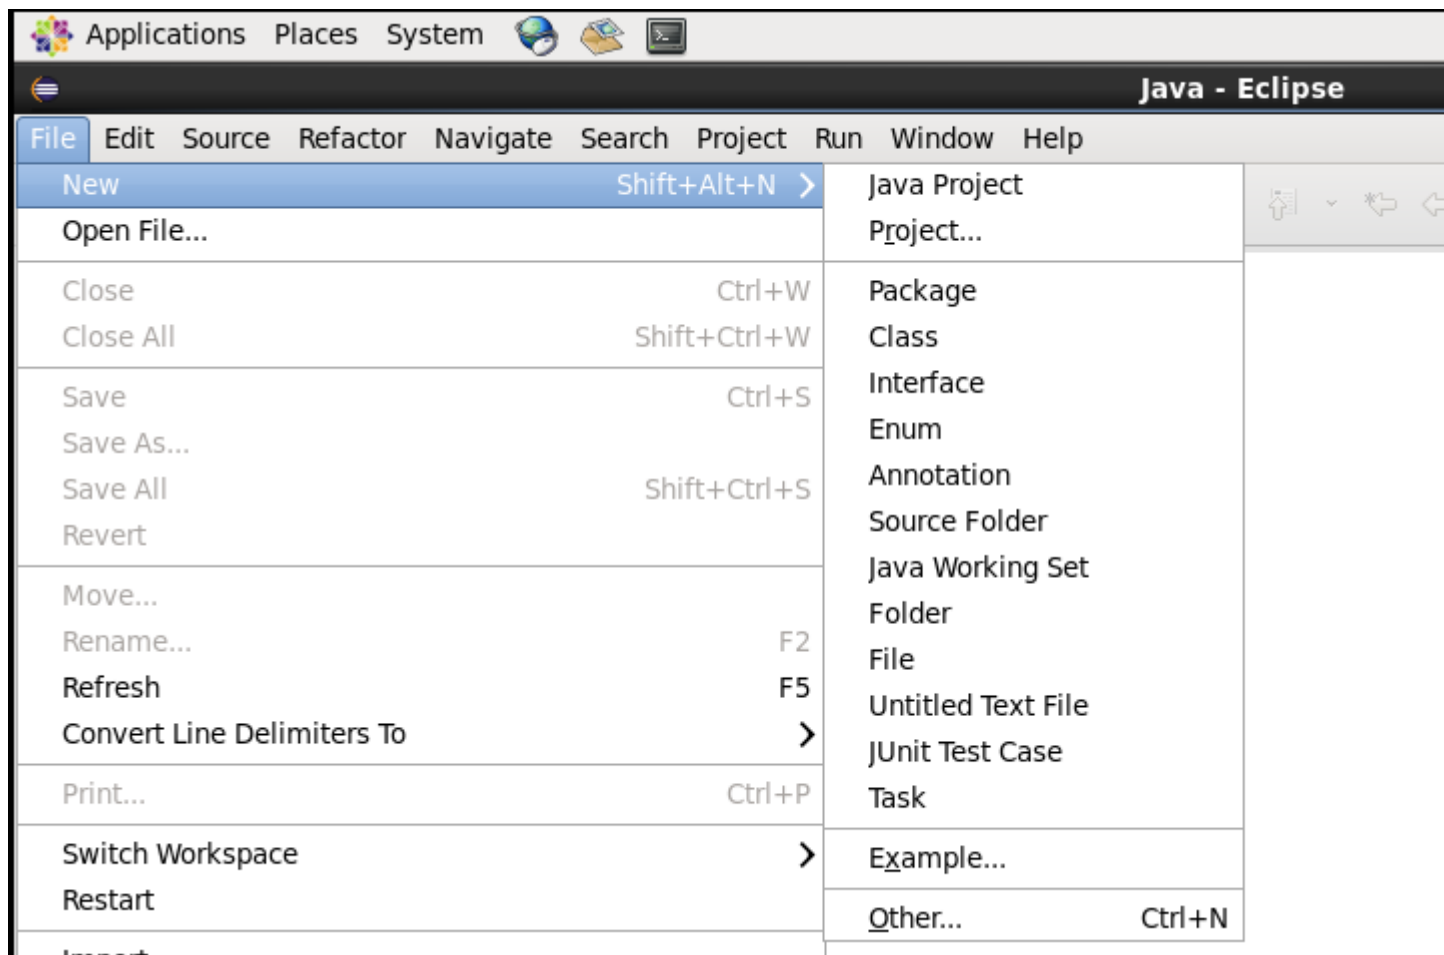 Applications Places System
Java - Eclipse
File Edit Source Refactor Navigate Search Project Run Window Help
New Shift+Alt+N
Open File...
Close Ctrl+W
Close All Shift+Ctrl+W
Save Ctrl+S
Save As...
Save All Shift+Ctrl+S
Revert
Move...
Rename... F2
Refresh F5
Convert Line Delimiters To
Print... Ctrl+P
Switch Workspace
Restart
Java Project
Project...
Package
Class
Interface
Enum
Annotation
Source Folder
Java Working Set
Folder
File
Untitled Text File
JUnit Test Case
Task
Example...
Other... Ctrl+N